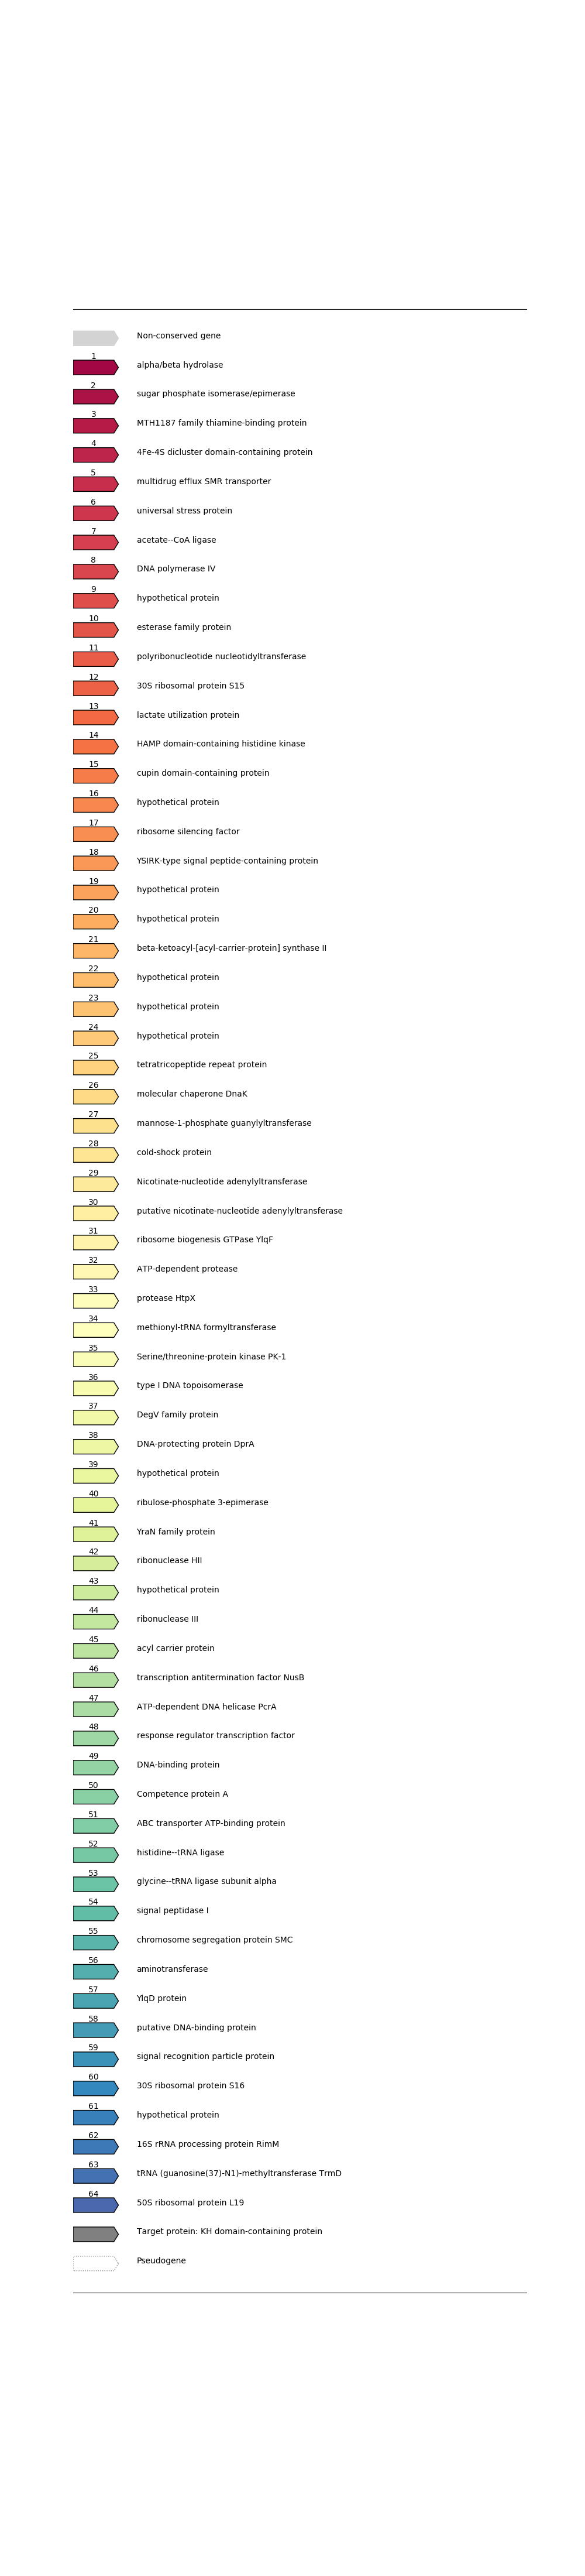 Non-conserved gene
1
alpha/beta hydrolase
2
sugar phosphate isomerase/epimerase
3
MTH1187 family thiamine-binding protein
4
4Fe-4S dicluster domain-containing protein
5
multidrug efflux SMR transporter
6
universal stress protein
7
acetate--CoA ligase
8
DNA polymerase IV
9
hypothetical protein
10
esterase family protein
11
polyribonucleotide nucleotidyltransferase
12
30S ribosomal protein S15
13
lactate utilization protein
14
HAMP domain-containing histidine kinase
15
cupin domain-containing protein
16
hypothetical protein
17
ribosome silencing factor
18
YSIRK-type signal peptide-containing protein
19
hypothetical protein
20
hypothetical protein
21
beta-ketoacyl-[acyl-carrier-protein] synthase II
22
hypothetical protein
23
hypothetical protein
24
hypothetical protein
25
tetratricopeptide repeat protein
26
molecular chaperone DnaK
27
mannose-1-phosphate guanylyltransferase
28
cold-shock protein
29
Nicotinate-nucleotide adenylyltransferase
30
putative nicotinate-nucleotide adenylyltransferase
31
ribosome biogenesis GTPase YlqF
32
ATP-dependent protease
33
protease HtpX
34
methionyl-tRNA formyltransferase
35
Serine/threonine-protein kinase PK-1
36
type I DNA topoisomerase
37
DegV family protein
38
DNA-protecting protein DprA
39
hypothetical protein
40
ribulose-phosphate 3-epimerase
41
YraN family protein
42
ribonuclease HII
43
hypothetical protein
44
ribonuclease III
45
acyl carrier protein
46
transcription antitermination factor NusB
47
ATP-dependent DNA helicase PcrA
48
response regulator transcription factor
49
DNA-binding protein
50
Competence protein A
51
ABC transporter ATP-binding protein
52
histidine--tRNA ligase
53
glycine--tRNA ligase subunit alpha
54
signal peptidase I
55
chromosome segregation protein SMC
56
aminotransferase
57
YlqD protein
58
putative DNA-binding protein
59
signal recognition particle protein
60
30S ribosomal protein S16
61
hypothetical protein
62
16S rRNA processing protein RimM
63
tRNA (guanosine(37)-N1)-methyltransferase TrmD
64
50S ribosomal protein L19
Target protein: KH domain-containing protein
Pseudogene